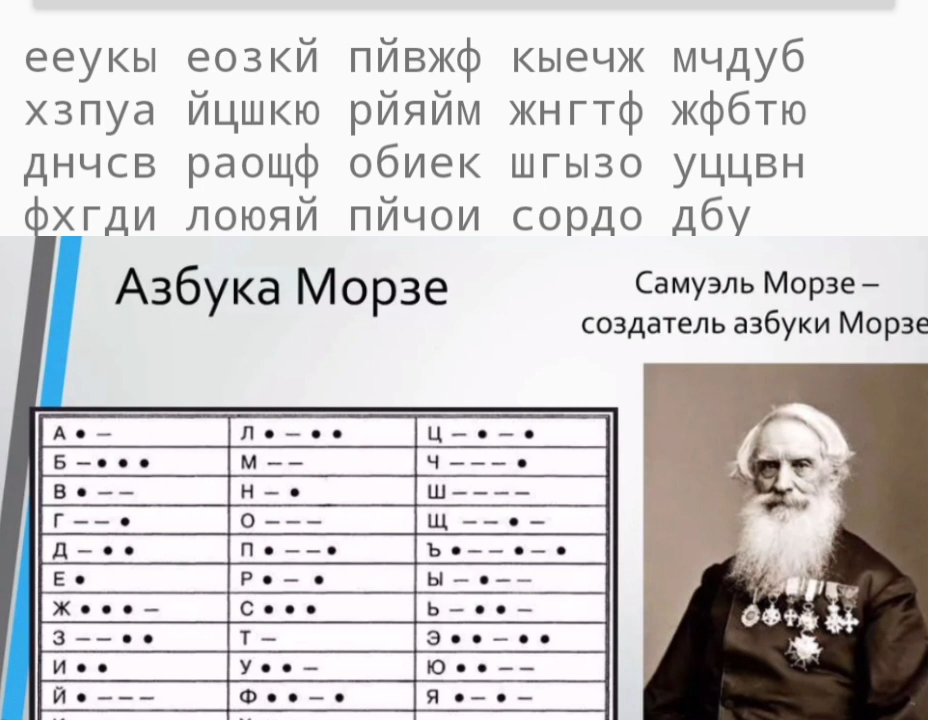 ееукы еозкй пйвжф кыечж мчдуб
хзпуа йцшкю рйяйм жнгтф жфбтю
днчсв раощф обиек шгызо уццвн
фхгди лоюяй пйчои сордо дбу
Азбука Морзе
Самуэль Морзе –
создатель азбуки Морзе
А • — Л • — • • Ц — • — •
Б — • • • М — — Ч — — — •
В • — — Н — • Ш — — — —
Г — — • О — — — Щ — — • —
Д — • • П • — — • Ъ • — — • — •
Е • Р • — • Ы — • — —
Ж • • • — С • • • Ь — • • —
З — — • • Т — Э • • — • •
И • • У • • — Ю • • — —
Й • — — — Ф • • — • Я • — • —